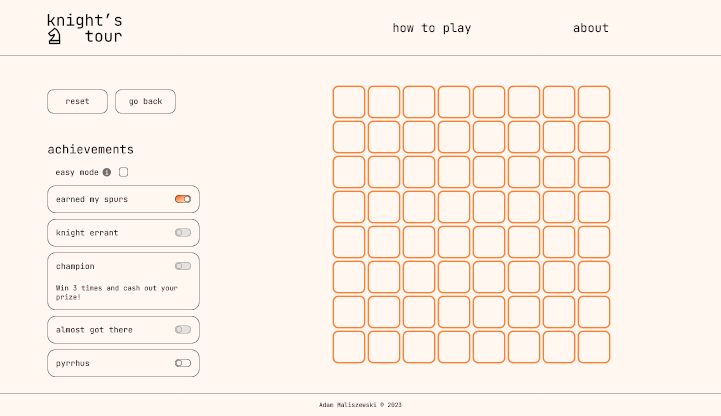 knight's
tour
how to play
about
reset
go back
achievements
easy mode i
earned my spurs
knight errant
champion
Win 3 times and cash out your
prize!
almost got there
pyrrhus
Adam Maliszewski © 2023